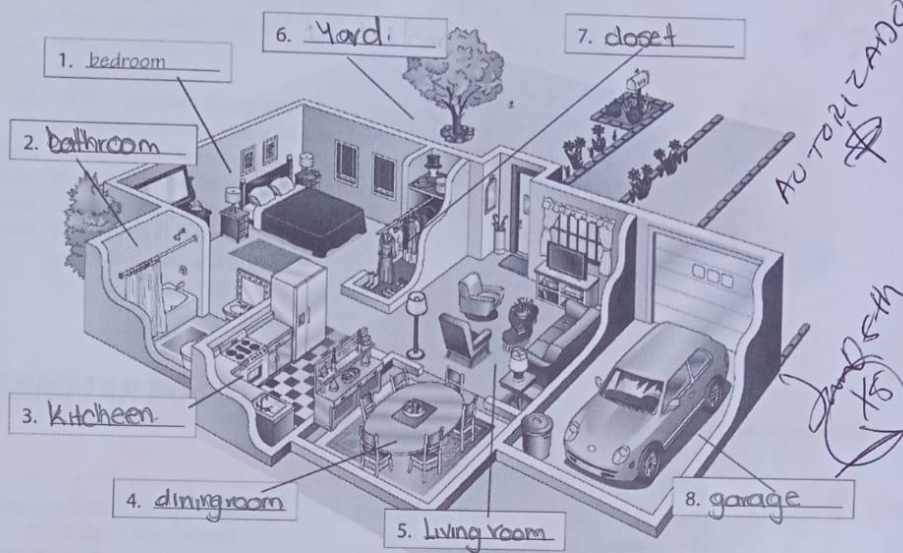 1. bedroom
2. bathroom
3. Kitcheen
4. diningroom
5. Living room
6. Yard.
7. closet
8. garage
AUTORIZADO